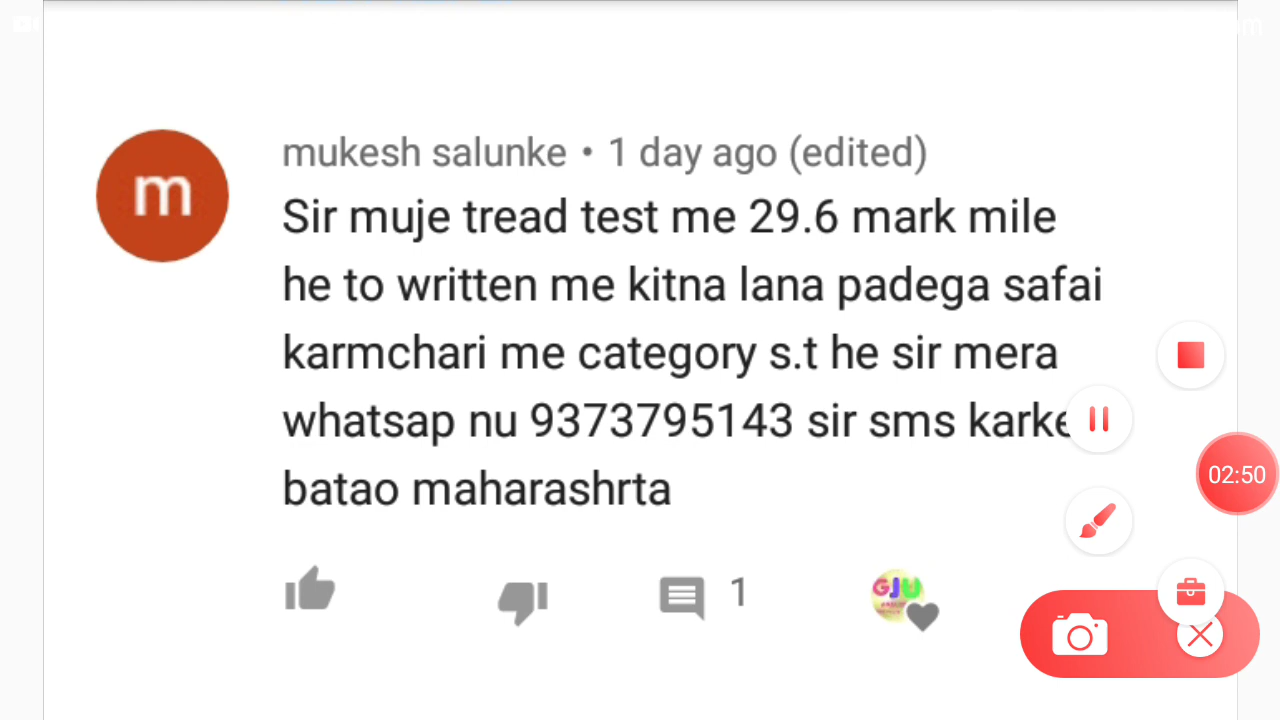 m
mukesh salunke • 1 day ago (edited)
Sir muje tread test me 29.6 mark mile
he to written me kitna lana padega safai
karmchari me category s.t he sir mera
whatsap nu 9373795143 sir sms karke
batao maharashrta
1
GJU
02:50